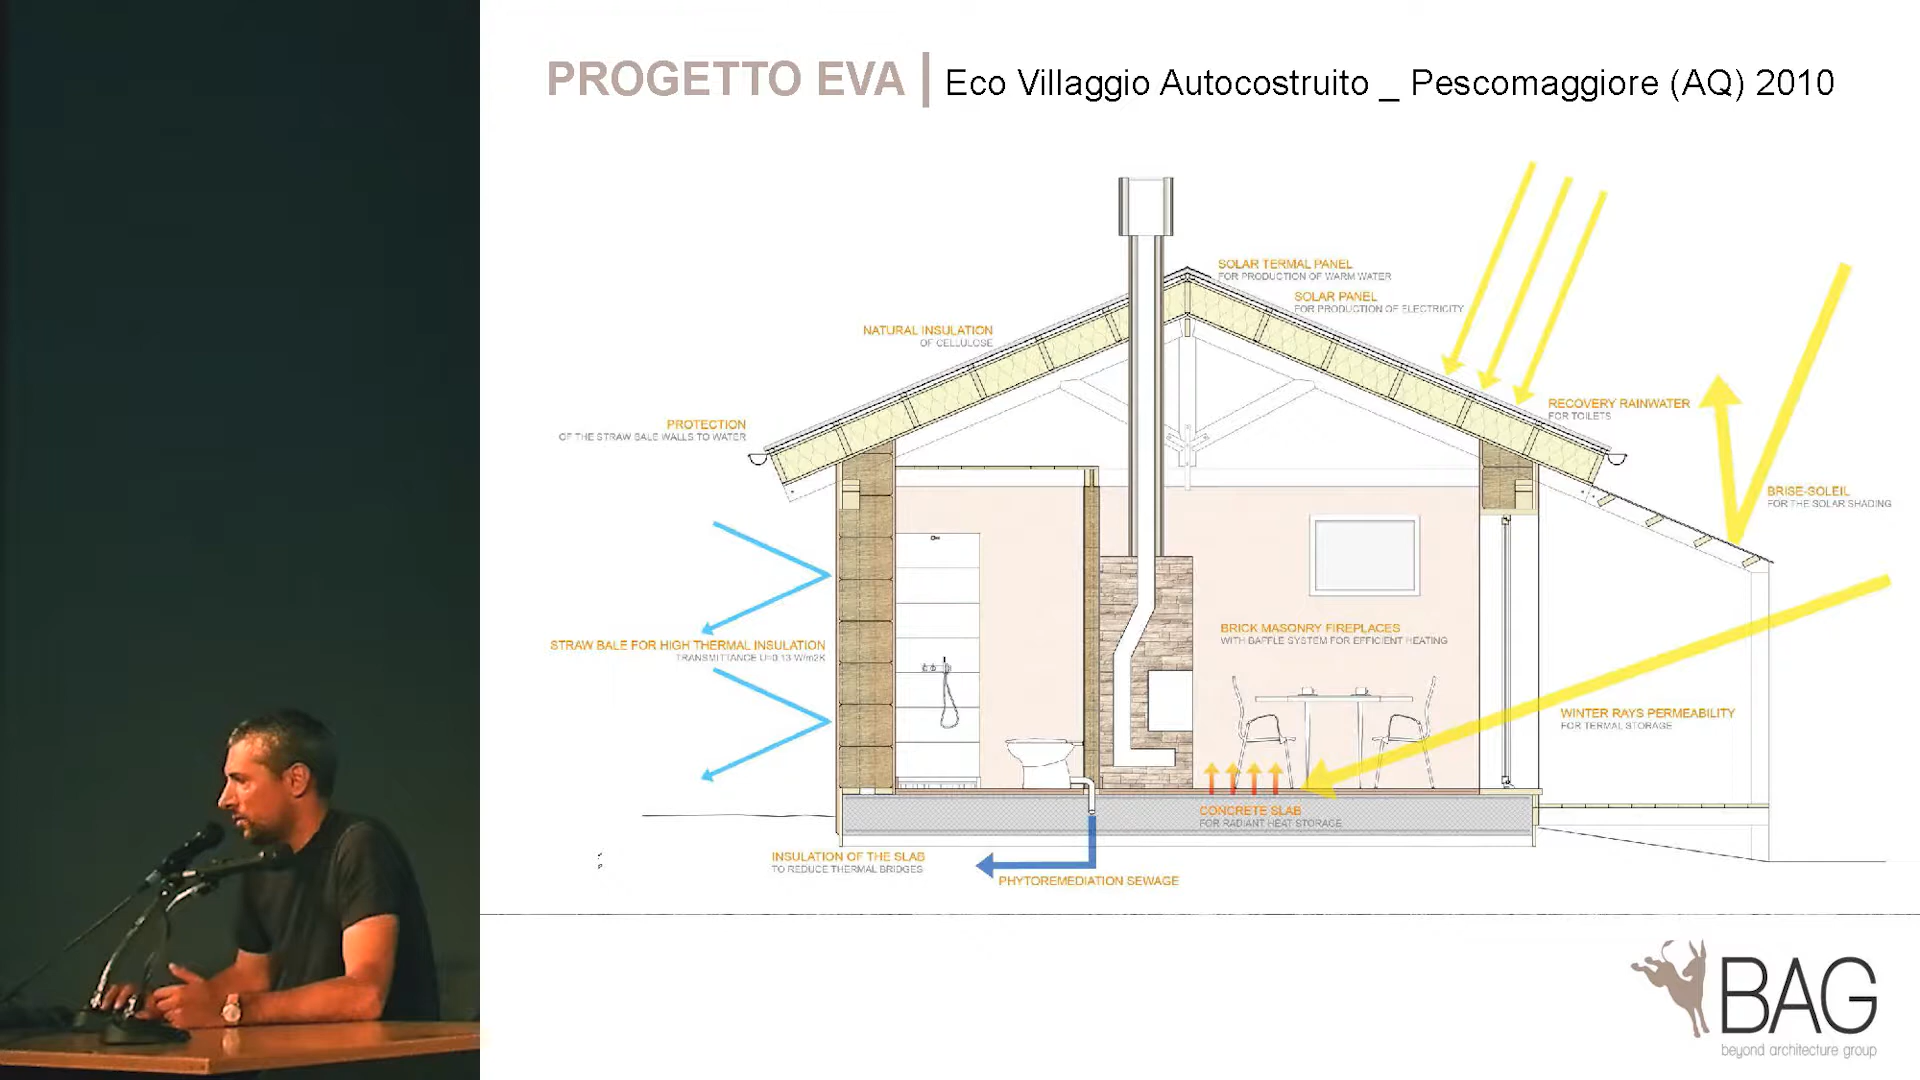 PROGETTO EVA | Eco Villaggio Autocostruito _ Pescomaggiore (AQ) 2010
SOLAR TERMAL PANEL
FOR PRODUCTION OF WARM WATER
SOLAR PANEL
FOR PRODUCTION OF ELECTRICITY
NATURAL INSULATION
OF CELLULOSE
RECOVERY RAINWATER
FOR TOILETS
PROTECTION
OF THE STRAW BALE WALLS TO WATER
BRISE-SOLEIL
FOR THE SOLAR SHADING
BRICK MASONRY FIREPLACES
WITH BAFFLE SYSTEM FOR EFFICIENT HEATING
STRAW BALE FOR HIGH THERMAL INSULATION
TRANSMITTANCE U=0.13 W/m2K
WINTER RAYS PERMEABILITY
FOR TERMAL STORAGE
CONCRETE SLAB
FOR RADIANT HEAT STORAGE
INSULATION OF THE SLAB
TO REDUCE THERMAL BRIDGES
PHYTOREMEDIATION SEWAGE
BAG
beyond architecture group